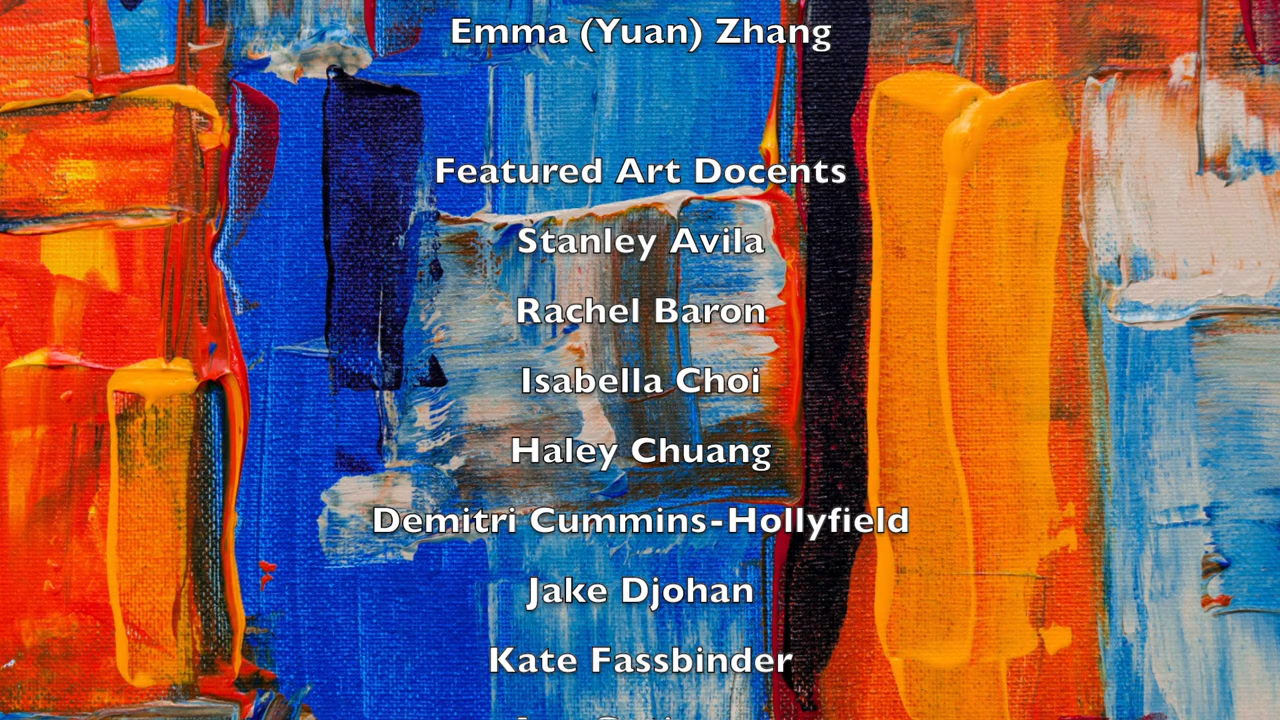 Emma (Yuan) Zhang
Featured Art Docents
Stanley Avila
Rachel Baron
Isabella Choi
Haley Chuang
Demitri Cummins-Hollyfield
Jake Djohan
Kate Fassbinder